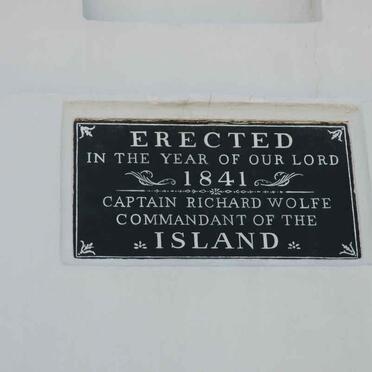 ERECTED
IN THE YEAR OF OUR LORD
1841
CAPTAIN RICHARD WOLFE
COMMANDANT OF THE
ISLAND